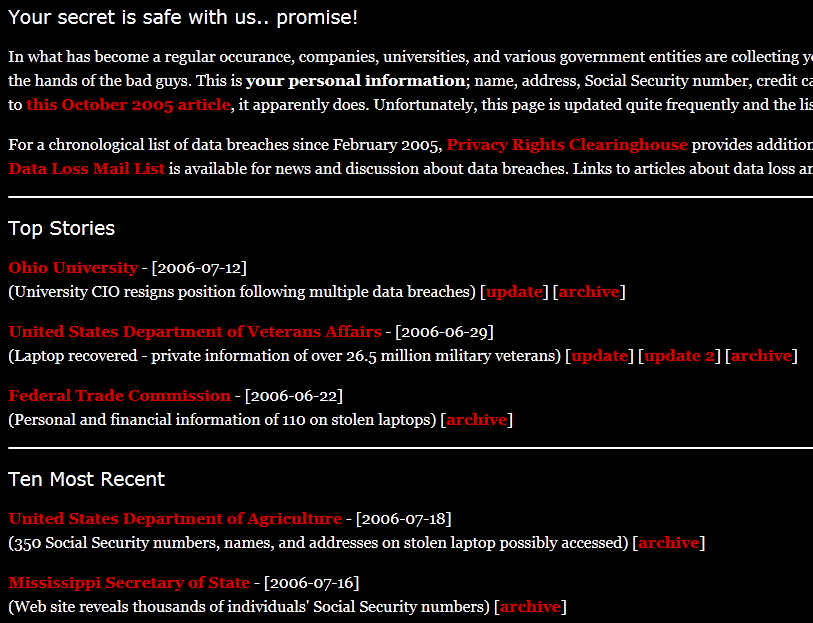 Your secret is safe with us.. promise!
In what has become a regular occurance, companies, universities, and various government entities are collecting
the hands of the bad guys. This is your personal information; name, address, Social Security number, credit
to this October 2005 article, it apparently does. Unfortunately, this page is updated quite frequently and the
For a chronological list of data breaches since February 2005, Privacy Rights Clearinghouse provides
Data Loss Mail List is available for news and discussion about data breaches. Links to articles about data loss
Top Stories
Ohio University - [2006-07-12]
(University CIO resigns position following multiple data breaches) [update] [archive]
United States Department of Veterans Affairs - [2006-06-29]
(Laptop recovered - private information of over 26.5 million military veterans) [update] [update 2] [archive]
Federal Trade Commission - [2006-06-22]
(Personal and financial information of 110 on stolen laptops) [archive]
Ten Most Recent
United States Department of Agriculture - [2006-07-18]
(350 Social Security numbers, names, and addresses on stolen laptop possibly accessed) [archive]
Mississippi Secretary of State - [2006-07-16]
(Web site reveals thousands of individuals' Social Security numbers) [archive]